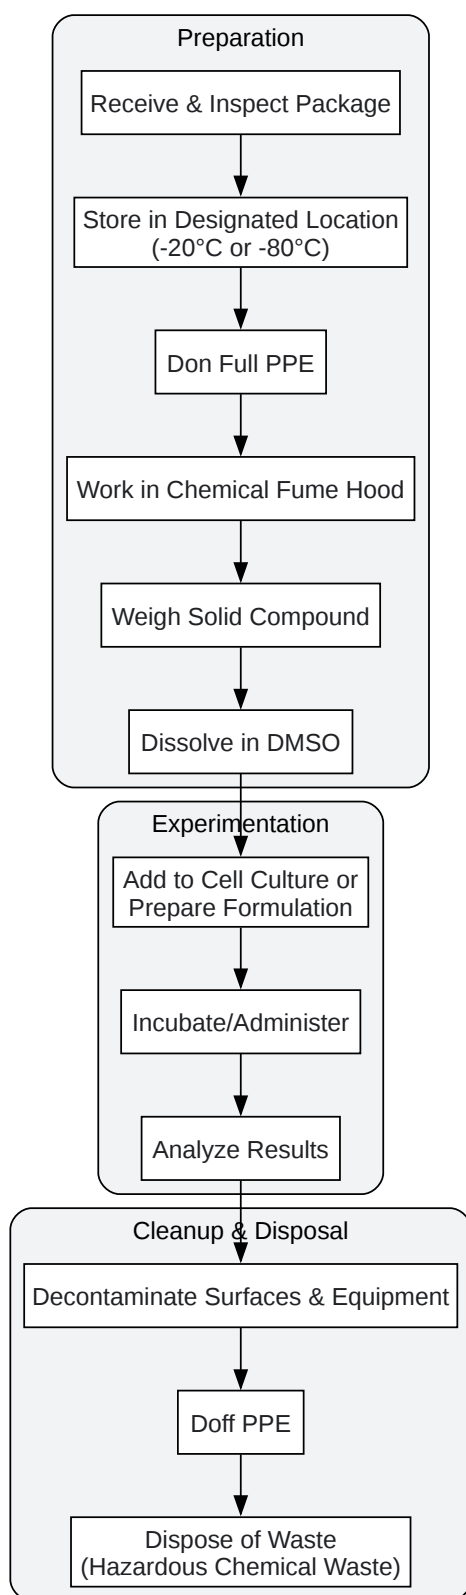 Preparation
Receive & Inspect Package
Store in Designated Location
(-20°C or -80°C)
Don Full PPE
Work in Chemical Fume Hood
Weigh Solid Compound
Dissolve in DMSO
Experimentation
Add to Cell Culture or
Prepare Formulation
Incubate/Administer
Analyze Results
Cleanup & Disposal
Decontaminate Surfaces & Equipment
Doff PPE
Dispose of Waste
(Hazardous Chemical Waste)